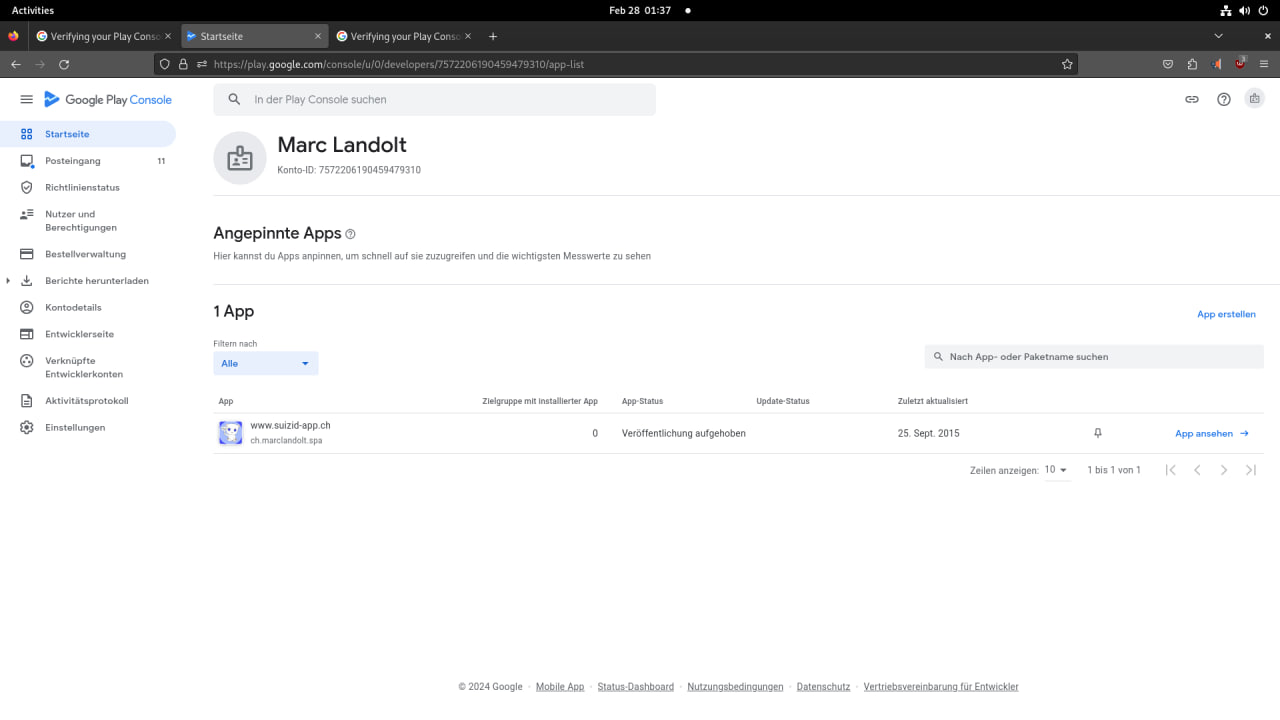 Activities
Feb 28 01:37
Verifying your Play Conso
Startseite
Verifying your Play Conso
https://play.google.com/console/u/0/developers/7572206190459479310/app-list
Google Play Console
In der Play Console suchen
Startseite
Posteingang 11
Richtlinienstatus
Nutzer und
Berechtigungen
Bestellverwaltung
Berichte herunterladen
Kontodetails
Entwicklerseite
Verknüpfte
Entwicklerkonten
Aktivitätsprotokoll
Einstellungen
Marc Landolt
Konto-ID: 7572206190459479310
Angepinnte Apps
Hier kannst du Apps anpinnen, um schnell auf sie zuzugreifen und die wichtigsten Messwerte zu sehen
1 App
App erstellen
Filtern nach
Alle
Nach App- oder Paketname suchen
App Zielgruppe mit installierter App App-Status Update-Status Zuletzt aktualisiert
www.suizid-app.ch
ch.marclandolt.spa
0 Veröffentlichung aufgehoben 25. Sept. 2015 App ansehen
Zeilen anzeigen: 10 1 bis 1 von 1
© 2024 Google · Mobile App · Status-Dashboard · Nutzungsbedingungen · Datenschutz · Vertriebsvereinbarung für Entwickler